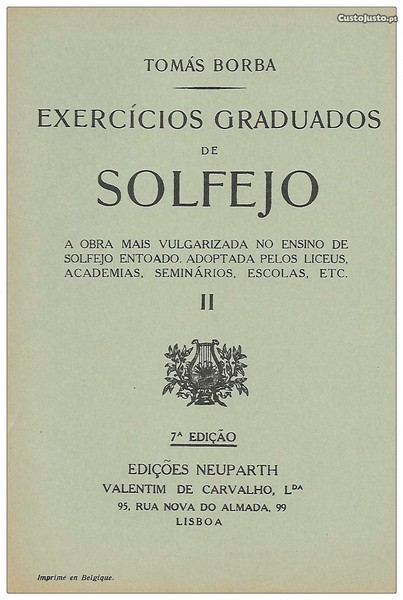 CustoJusto.pt
TOMÁS BORBA
EXERCÍCIOS GRADUADOS
DE
SOLFEJO
A OBRA MAIS VULGARIZADA NO ENSINO DE
SOLFEJO ENTOADO. ADOPTADA PELOS LICEUS,
ACADEMIAS, SEMINÁRIOS, ESCOLAS, ETC.
II
7ª EDIÇÃO
EDIÇÕES NEUPARTH
VALENTIM DE CARVALHO, LDA
95, RUA NOVA DO ALMADA, 99
LISBOA
Imprimé en Belgique.